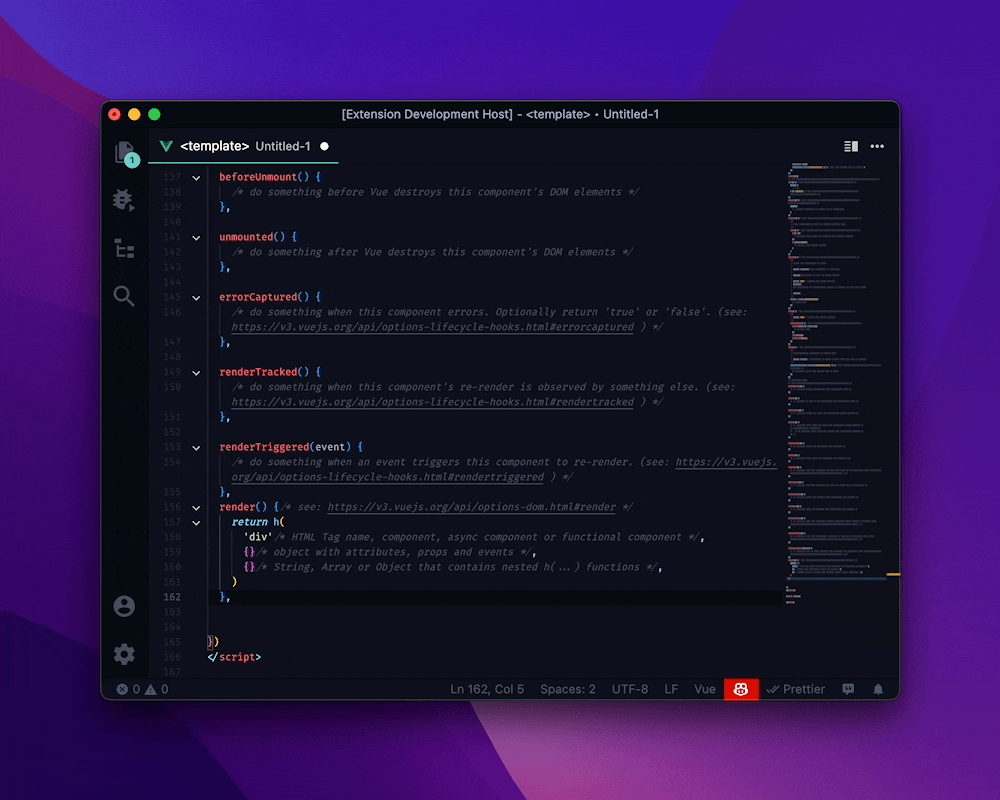 [Extension Development Host] - <template> • Untitled-1
1
<template> Untitled-1
137 beforeUnmount() {
138 /* do something before Vue destroys this component's DOM elements */
139 },
140
141 unmounted() {
142 /* do something after Vue destroys this component's DOM elements */
143 },
144
145 errorCaptured() {
146 /* do something when this component errors. Optionally return 'true' or 'false'. (see:
https://v3.vuejs.org/api/options-lifecycle-hooks.html#errorcaptured ) */
147 },
148
149 renderTracked() {
150 /* do something when this component's re-render is observed by something else. (see:
https://v3.vuejs.org/api/options-lifecycle-hooks.html#rendertracked ) */
151 },
152
153 renderTriggered(event) {
154 /* do something when an event triggers this component to re-render. (see: https://v3.vuejs.
org/api/options-lifecycle-hooks.html#rendertriggered ) */
155 },
156 render() {/* see: https://v3.vuejs.org/api/options-dom.html#render */
157 return h(
158 'div'/* HTML Tag name, component, async component or functional component */,
159 {}/* object with attributes, props and events */,
160 {}/* String, Array or Object that contains nested h(...) functions */,
161 )
162 },
163
164
165 })
166 </script>
167
0 0 Ln 162, Col 5 Spaces: 2 UTF-8 LF Vue Prettier